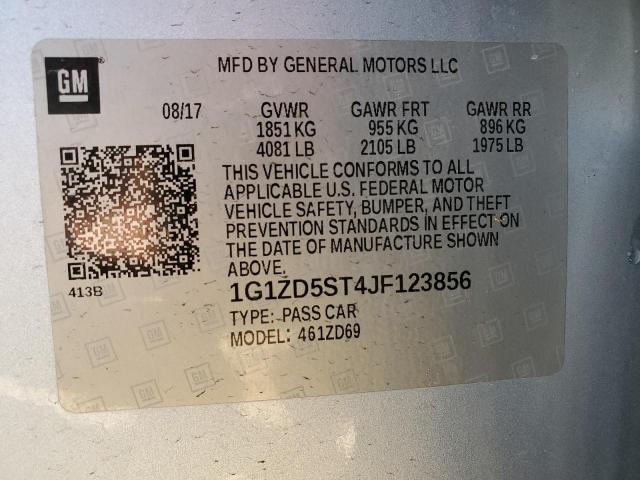 GM
MFD BY GENERAL MOTORS LLC
08/17 GVWR GAWR FRT GAWR RR
1851 KG 955 KG 896 KG
4081 LB 2105 LB 1975 LB
THIS VEHICLE CONFORMS TO ALL
APPLICABLE U.S. FEDERAL MOTOR
VEHICLE SAFETY, BUMPER, AND THEFT
PREVENTION STANDARDS IN EFFECT ON
THE DATE OF MANUFACTURE SHOWN
ABOVE.
413B
1G1ZD5ST4JF123856
TYPE: PASS CAR
MODEL: 461ZD69